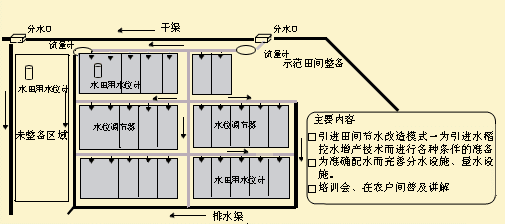 分水口
干渠
分水口
流量计
流量计
示范田间整备
水田用水位计
水田用水位计
未整备区域
水位调节器
水位调节器
水田用水位计
排水渠
主要内容
□引进田间节水改造模式→为引进水稻
控水增产技术而进行各种条件的准备
□为准确配水而完善分水设施、量水设
施。
□培训会、在农户间普及讲解